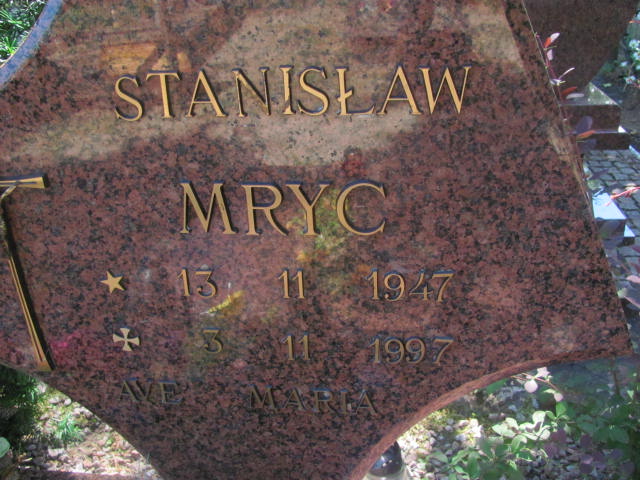 STANISŁAW
MRYC
13 11 1947
3 11 1997
AVE MARIA